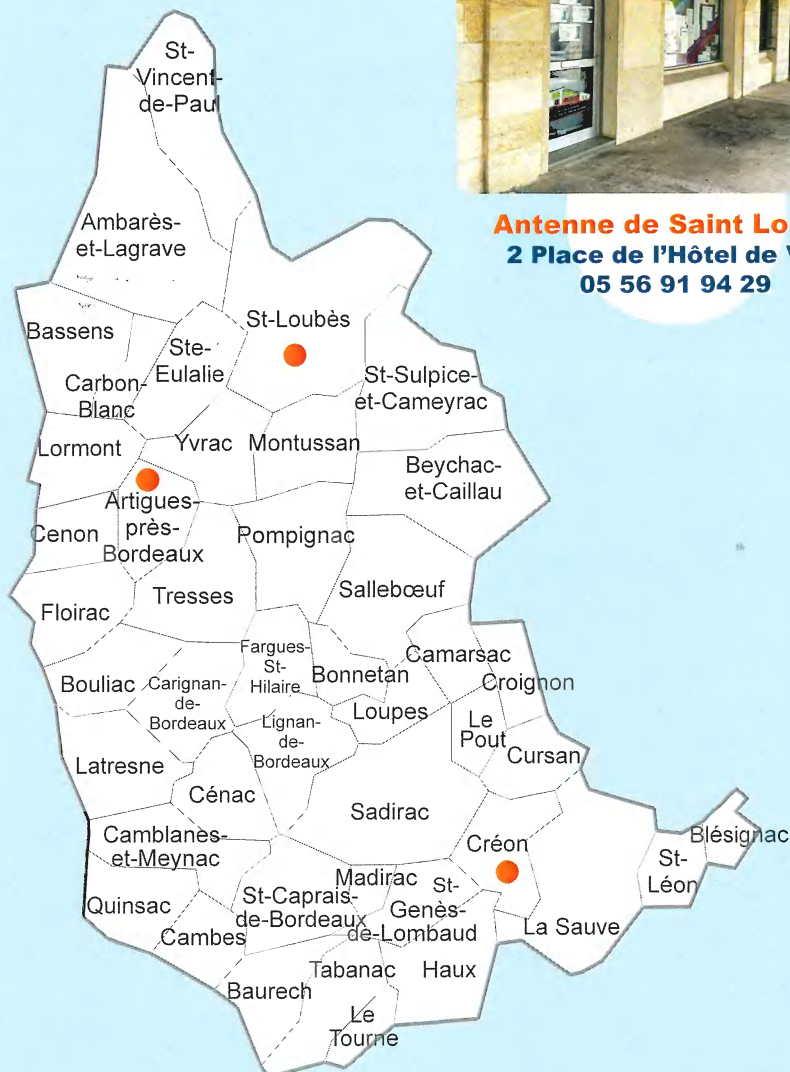 St-
Vincent-
de-Paul
Antenne de Saint Lo
2 Place de l'Hôtel de V
05 56 91 94 29
Ambarès-
et-Lagrave
Bassens
St-Loubès
Ste-
Eulalie
St-Sulpice-
et-Cameyrac
Carbon-
Blanc
Lormont
Yvrac
Montussan
Beychac-
et-Caillau
Artigues-
près-
Bordeaux
Cenon
Pompignac
Tresses
Sallebœuf
Floirac
Fargues-
St-
Hilaire
Bonnetan
Camarsac
Croignon
Bouliac
Carignan-
de-
Bordeaux
Loupes
Lignan-
de-
Bordeaux
Le
Pout
Cursan
Latresne
Cénac
Sadirac
Camblanes-
et-Meynac
Créon
Blésignac
St-
Léon
Madirac
St-
Genès-
de-Lombaud
St-Caprais-
de-Bordeaux
Quinsac
Cambes
La Sauve
Tabanac
Haux
Baurech
Le
Tourne